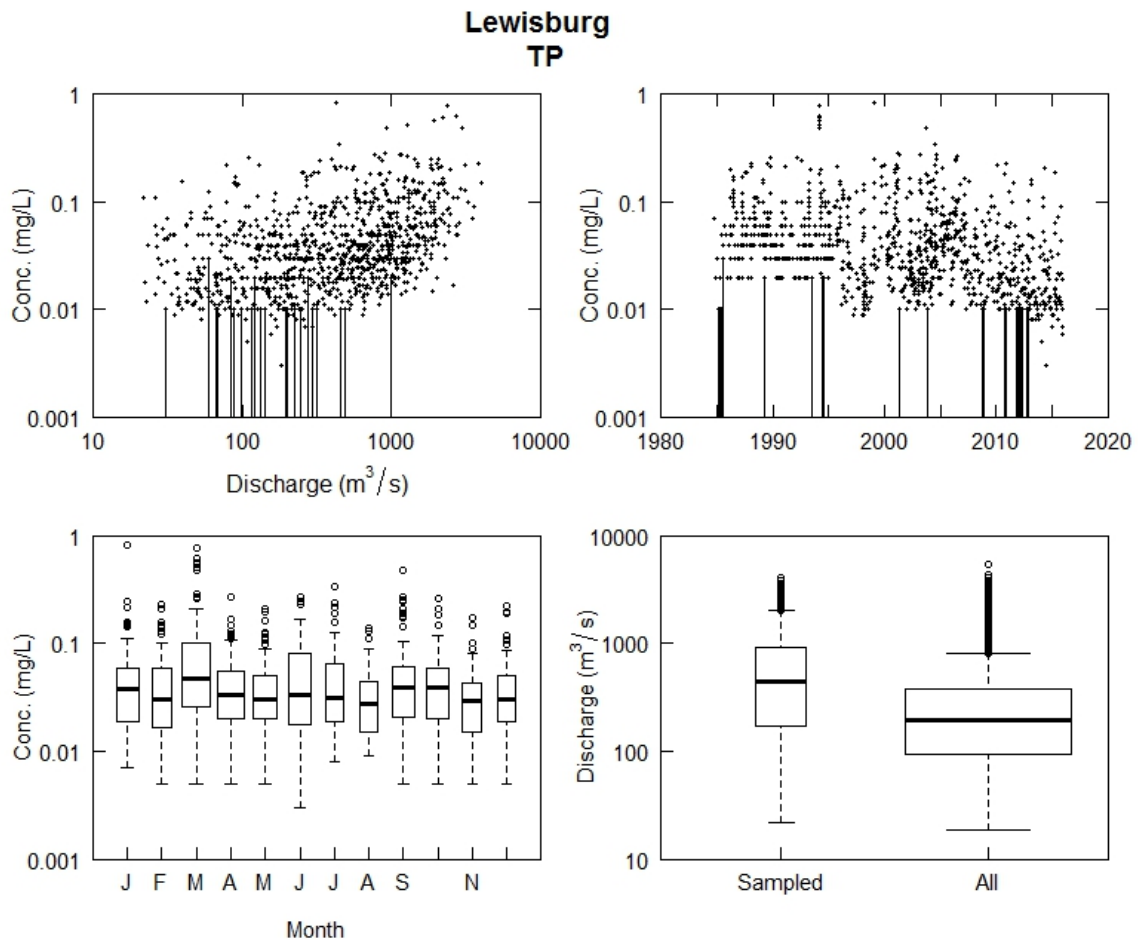 Lewisburg
TP
Conc. (mg/L)
1
0.1
0.01
0.001
10 100 1000 10000
Discharge (m³/s)
Conc. (mg/L)
1
0.1
0.01
0.001
1980 1990 2000 2010 2020
Conc. (mg/L)
1
0.1
0.01
0.001
J F M A M J J A S N
Month
Discharge (m³/s)
10000
1000
100
10
Sampled All